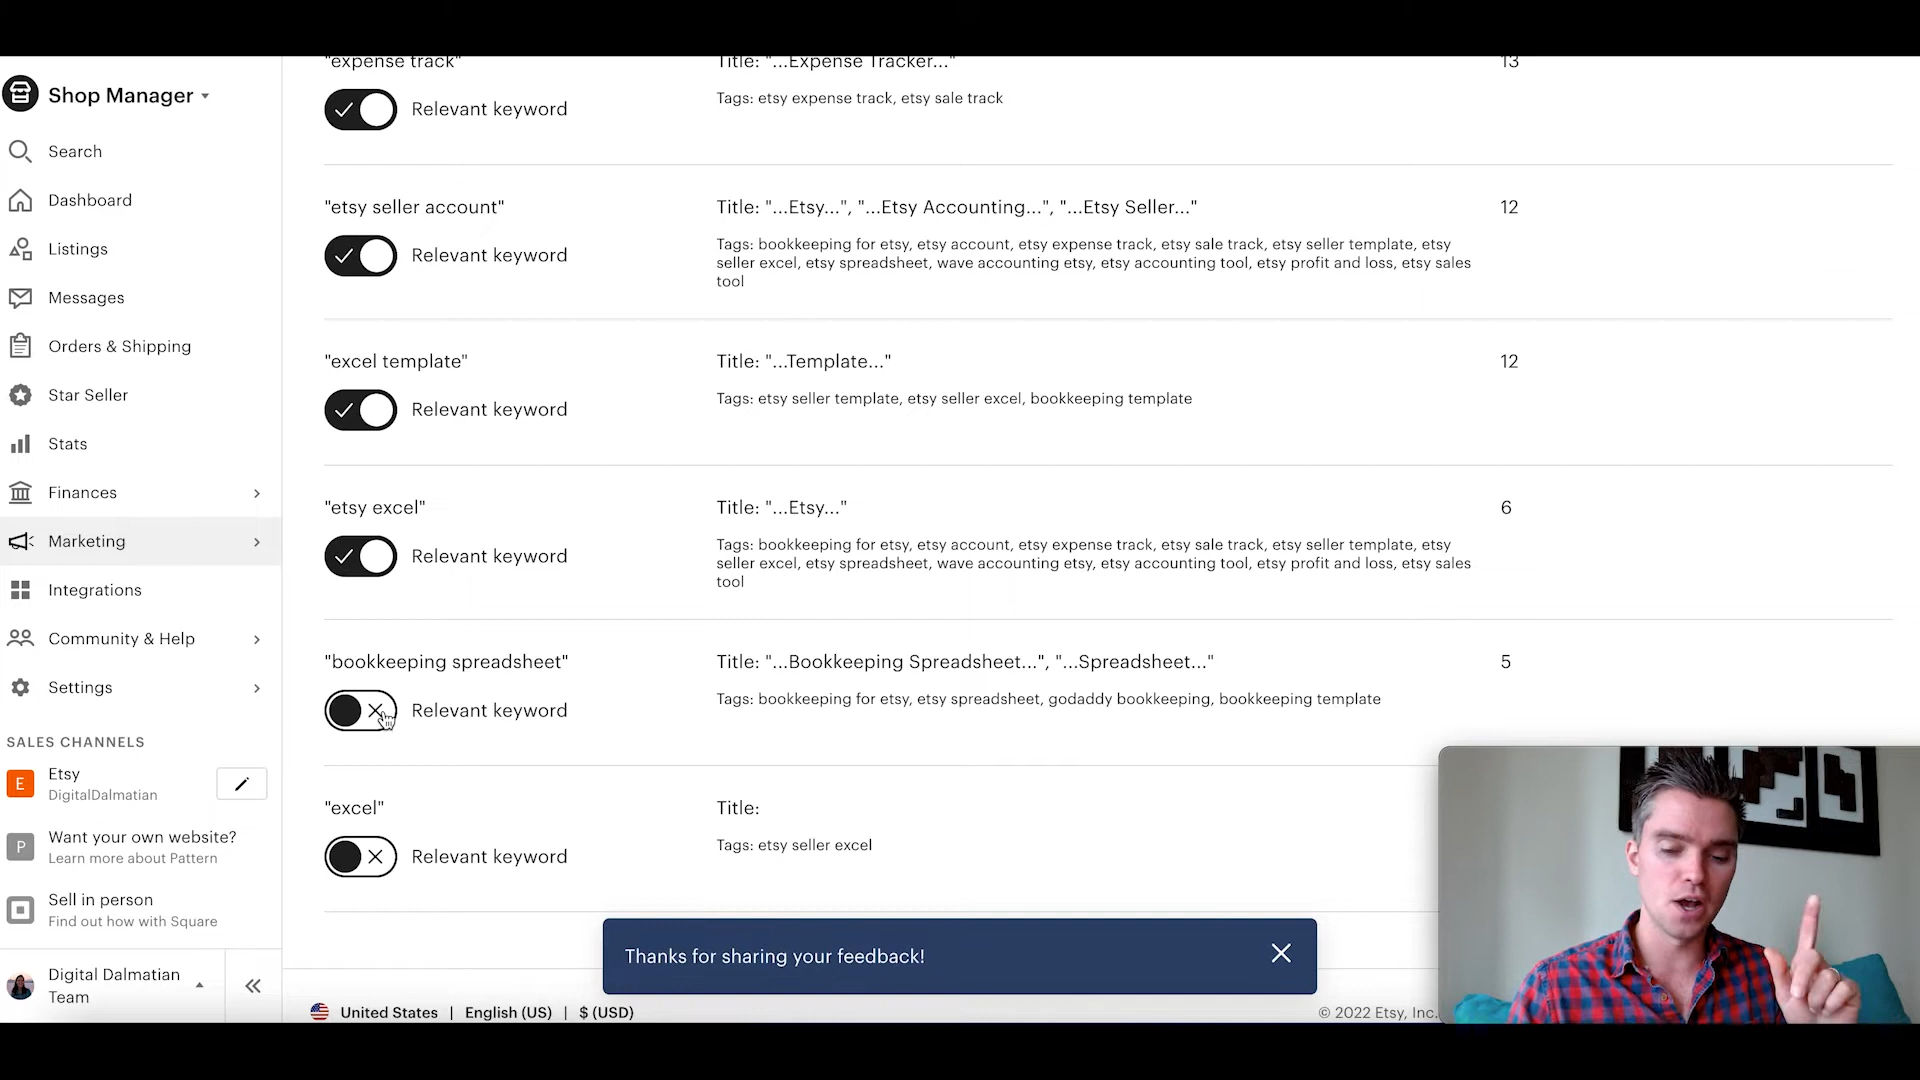 Shop Manager
Search
Dashboard
Listings
Messages
Orders & Shipping
Star Seller
Stats
Finances
Marketing
Integrations
Community & Help
Settings
SALES CHANNELS
E
Etsy
DigitalDalmatian
P
Want your own website?
Learn more about Pattern
Sell in person
Find out how with Square
Digital Dalmatian
Team
"expense track"
Relevant keyword
Title: "...Expense Tracker..."
Tags: etsy expense track, etsy sale track
13
"etsy seller account"
Relevant keyword
Title: "...Etsy...", "...Etsy Accounting...", "...Etsy Seller..."
Tags: bookkeeping for etsy, etsy account, etsy expense track, etsy sale track, etsy seller template, etsy
seller excel, etsy spreadsheet, wave accounting etsy, etsy accounting tool, etsy profit and loss, etsy sales
tool
12
"excel template"
Relevant keyword
Title: "...Template..."
Tags: etsy seller template, etsy seller excel, bookkeeping template
12
"etsy excel"
Relevant keyword
Title: "...Etsy..."
Tags: bookkeeping for etsy, etsy account, etsy expense track, etsy sale track, etsy seller template, etsy
seller excel, etsy spreadsheet, wave accounting etsy, etsy accounting tool, etsy profit and loss, etsy sales
tool
6
"bookkeeping spreadsheet"
Relevant keyword
Title: "...Bookkeeping Spreadsheet...", "...Spreadsheet..."
Tags: bookkeeping for etsy, etsy spreadsheet, godaddy bookkeeping, bookkeeping template
5
"excel"
Relevant keyword
Title:
Tags: etsy seller excel
Thanks for sharing your feedback!
United States | English (US) | $ (USD)
© 2022 Etsy, Inc.